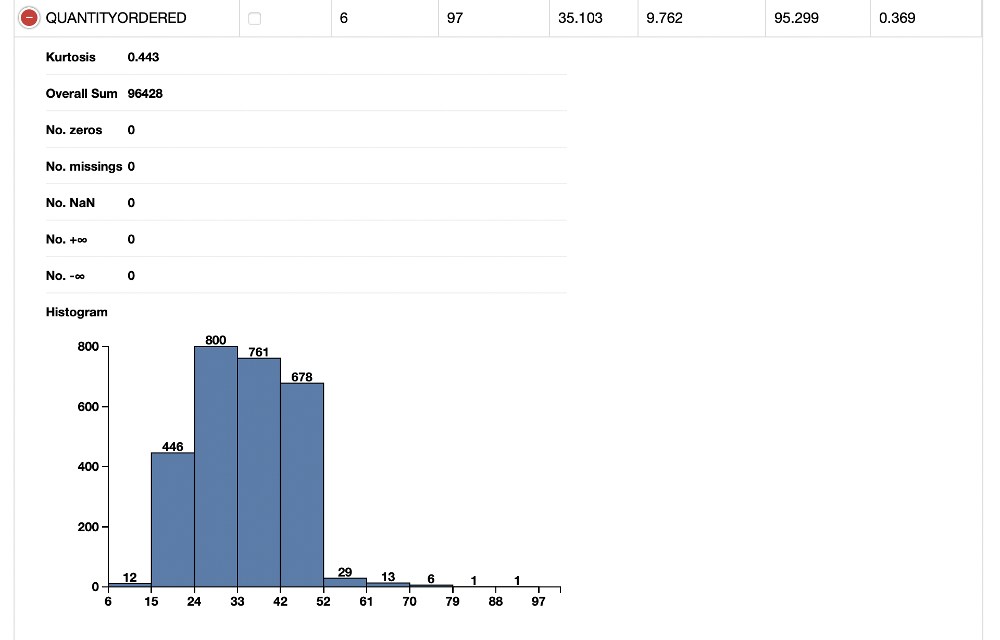 QUANTITYORDERED 6 97 35.103 9.762 95.299 0.369
Kurtosis 0.443
Overall Sum 96428
No. zeros 0
No. missings 0
No. NaN 0
No. +∞ 0
No. -∞ 0
Histogram
800
600
400
200
0
12 446 800 761 678 29 13 6 1 1
6 15 24 33 42 52 61 70 79 88 97